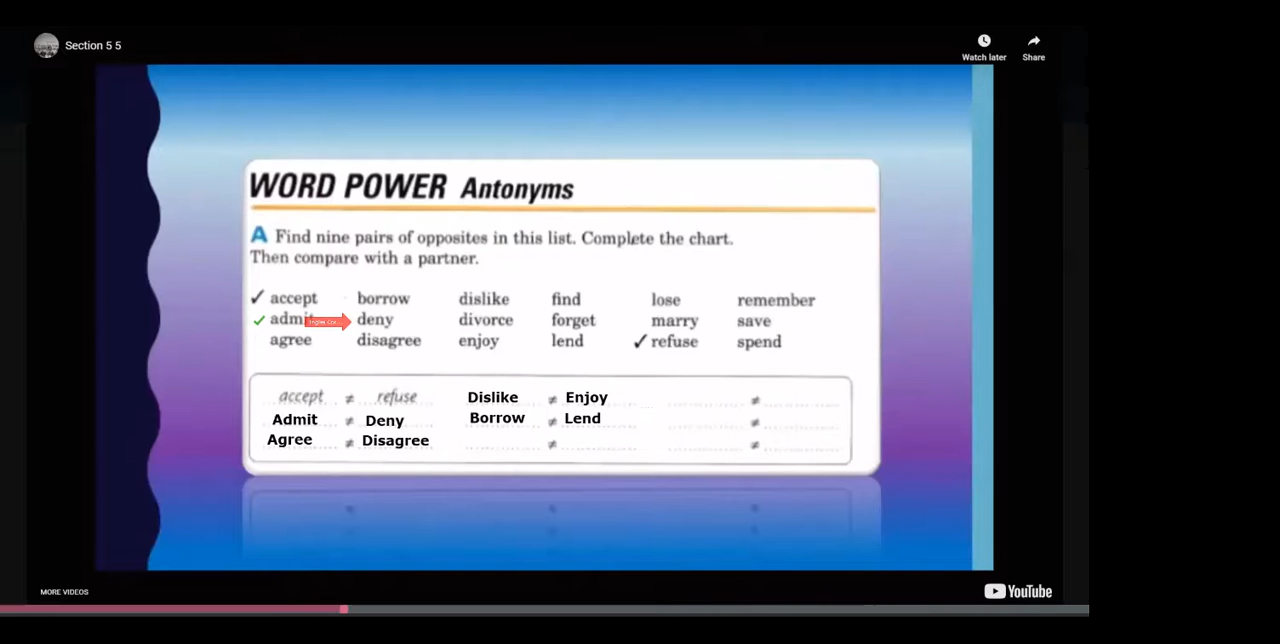 Section 5 5
Watch later
Share
WORD POWER Antonyms
A Find nine pairs of opposites in this list. Complete the chart.
Then compare with a partner.
✓ accept borrow dislike find lose remember
✓ admit deny divorce forget marry save
agree disagree enjoy lend ✓ refuse spend
accept ≠ refuse Dislike ≠ Enjoy ≠
Admit ≠ Deny Borrow ≠ Lend ≠
Agree ≠ Disagree ≠ ≠
MORE VIDEOS
YouTube